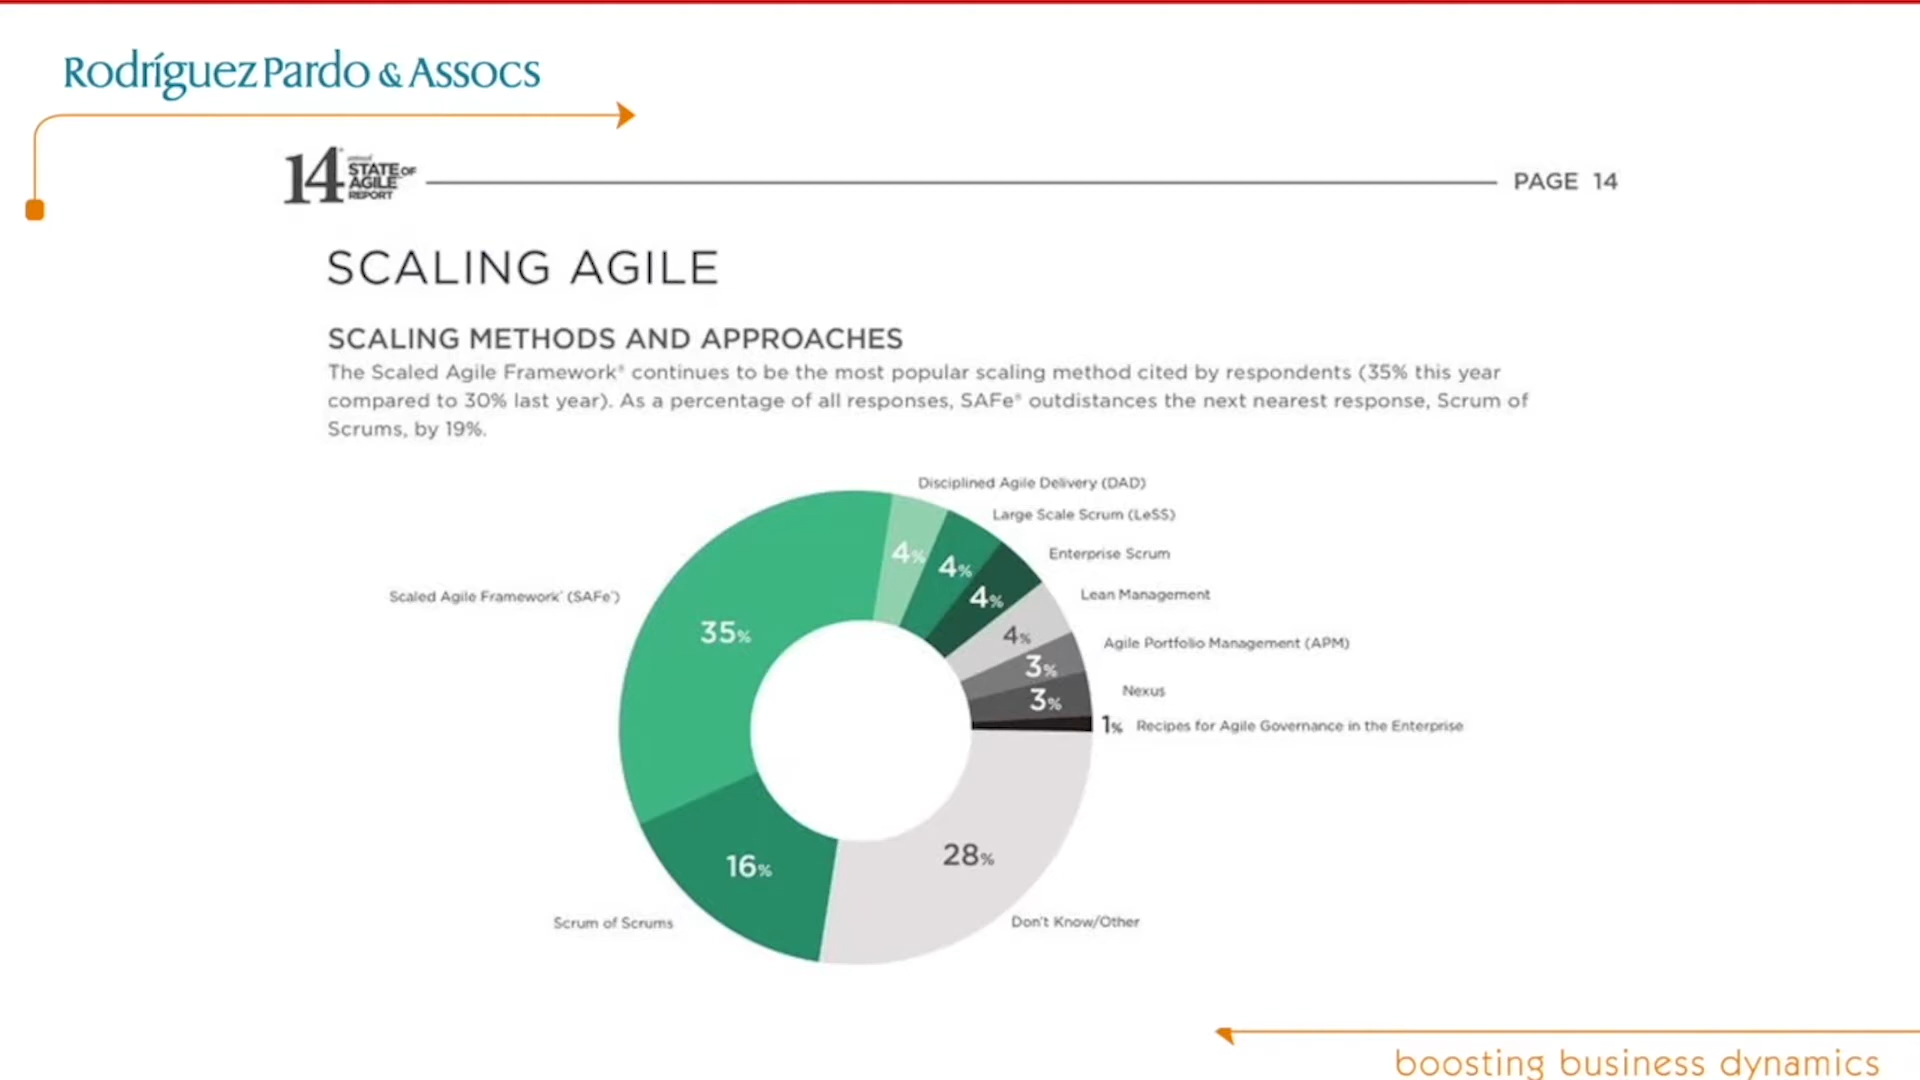 Rodríguez Pardo & Assocs
14 annual
STATE OF
AGILE
REPORT
PAGE 14
SCALING AGILE
SCALING METHODS AND APPROACHES
The Scaled Agile Framework® continues to be the most popular scaling method cited by respondents (35% this year
compared to 30% last year). As a percentage of all responses, SAFe® outdistances the next nearest response, Scrum of
Scrums, by 19%.
Disciplined Agile Delivery (DAD)
4%
Large Scale Scrum (LeSS)
4%
Enterprise Scrum
4%
Lean Management
4%
Agile Portfolio Management (APM)
3%
Nexus
3%
1% Recipes for Agile Governance in the Enterprise
Scaled Agile Framework® (SAFe®)
35%
16%
Scrum of Scrums
28%
Don't Know/Other
boosting business dynamics